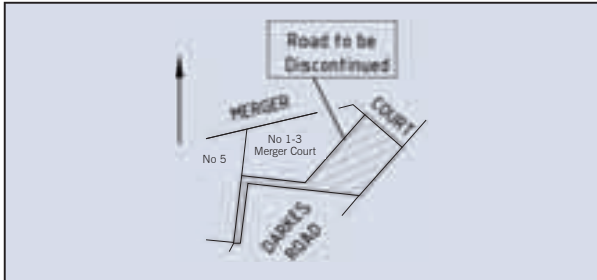 Road to be
Discontinued
MERGER
COURT
No 1-3
Merger Court
No 5
DARKES
ROAD